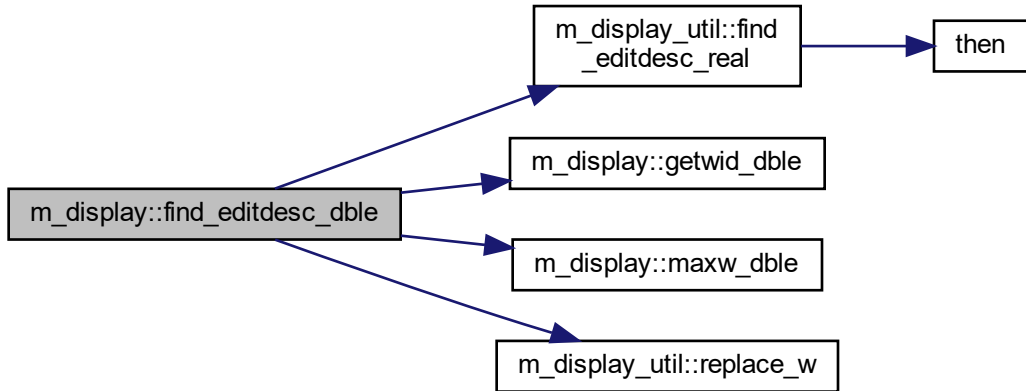 m_display_util::find
_editdesc_real
then
m_display::getwid_dble
m_display::find_editdesc_dble
m_display::maxw_dble
m_display_util::replace_w